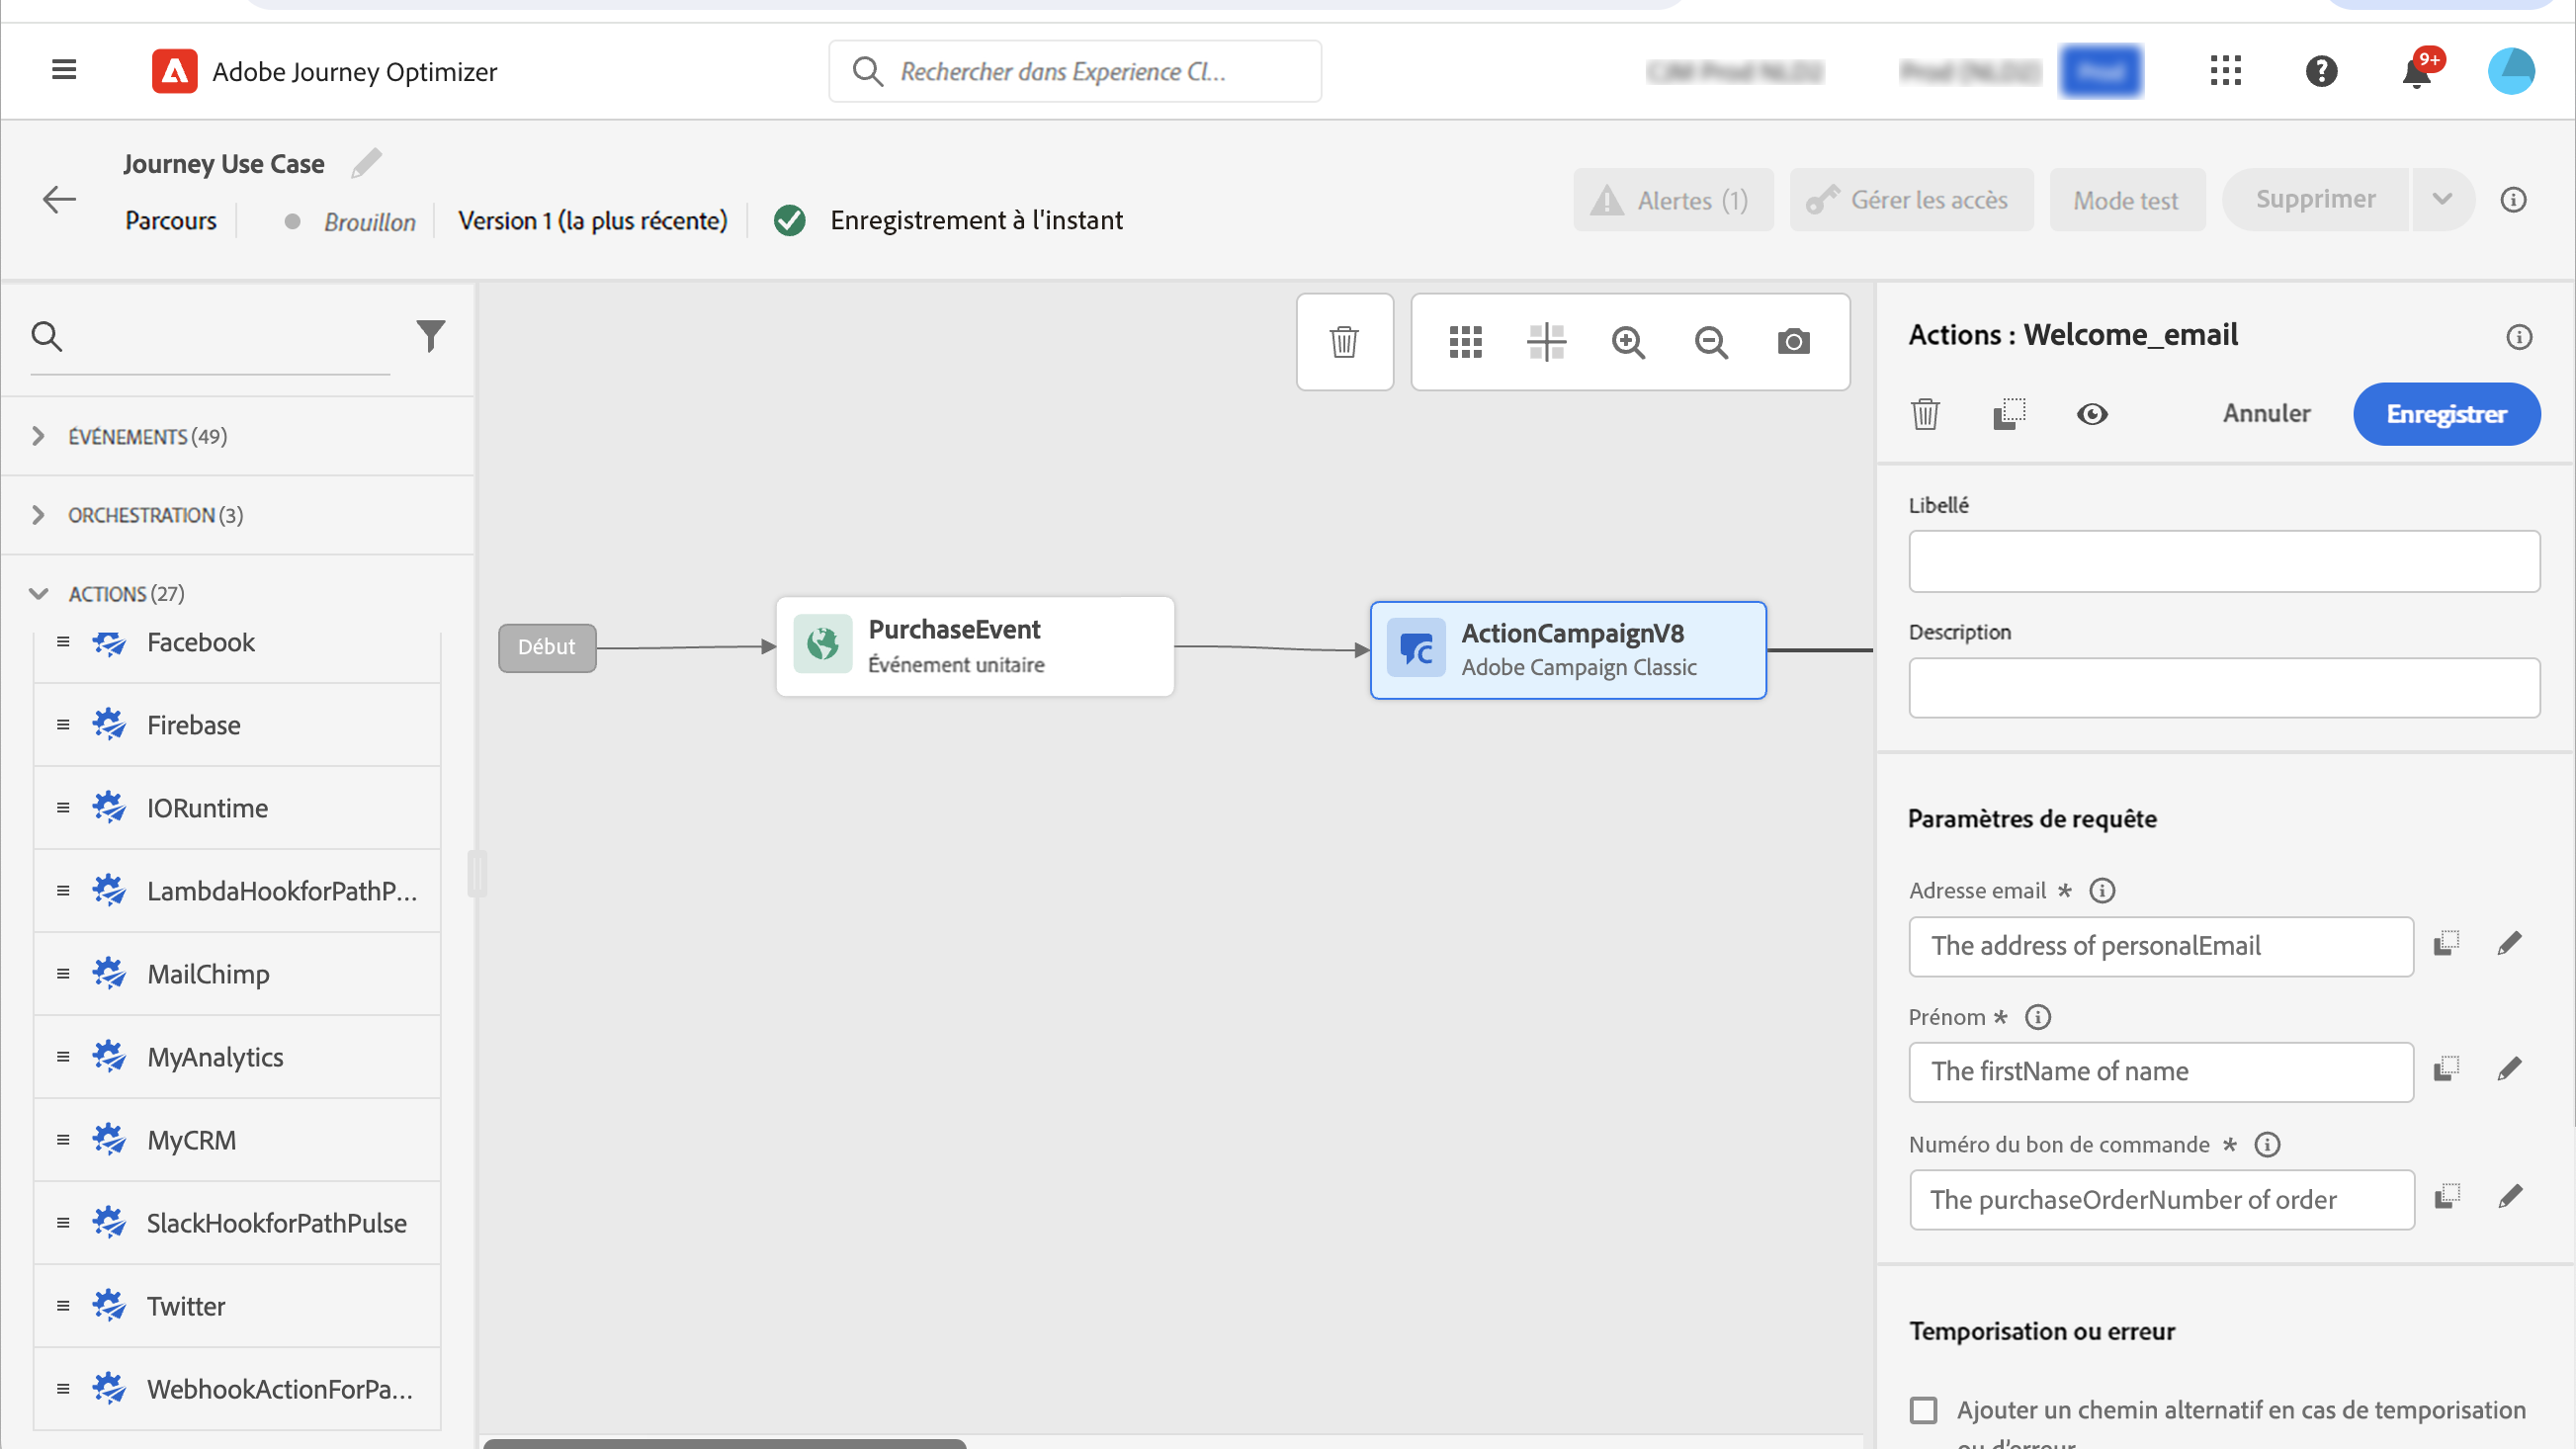 Adobe Journey Optimizer
Rechercher dans Experience Cl...
9+
Journey Use Case
Parcours
Brouillon
Version 1 (la plus récente)
Enregistrement à l'instant
Alertes (1)
Gérer les accès
Mode test
Supprimer
ÉVÉNEMENTS (49)
ORCHESTRATION (3)
ACTIONS (27)
Facebook
Firebase
IORuntime
LambdaHookforPathP...
MailChimp
MyAnalytics
MyCRM
SlackHookforPathPulse
Twitter
WebhookActionForPa...
Début
PurchaseEvent
Événement unitaire
ActionCampaignV8
Adobe Campaign Classic
Actions : Welcome_email
Annuler
Enregistrer
Libellé
Description
Paramètres de requête
Adresse email *
The address of personalEmail
Prénom *
The firstName of name
Numéro du bon de commande *
The purchaseOrderNumber of order
Temporisation ou erreur
Ajouter un chemin alternatif en cas de temporisation
ou d'erreur